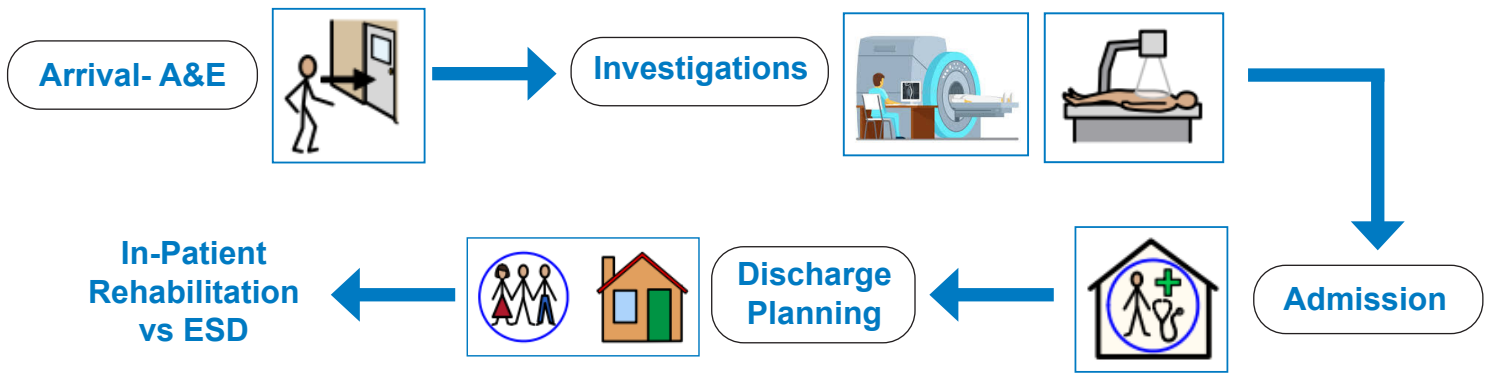 Arrival- A&E
Investigations
Admission
Discharge
Planning
In-Patient
Rehabilitation
vs ESD